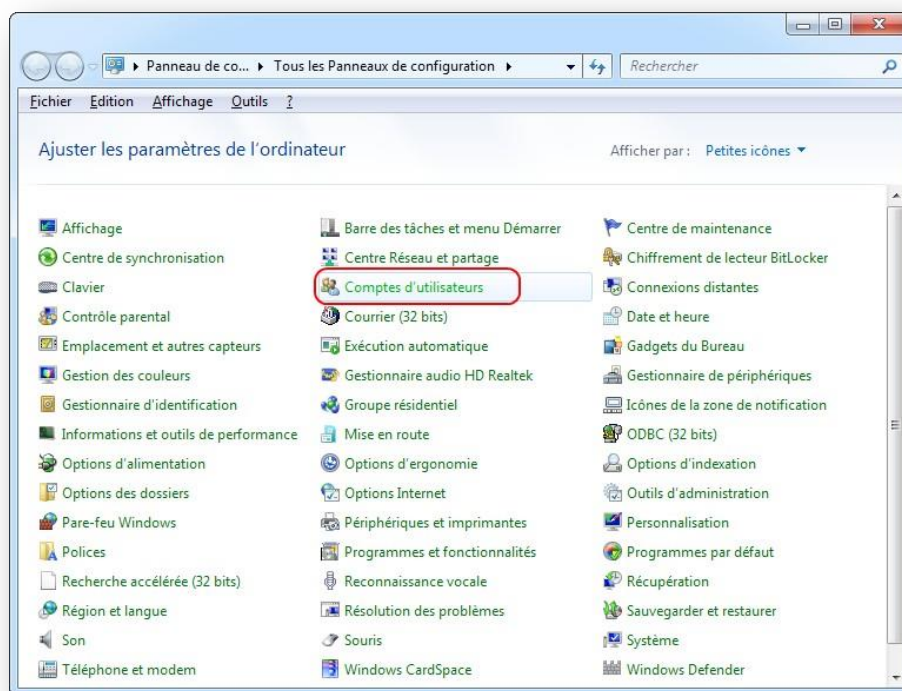 Panneau de co... Tous les Panneaux de configuration Rechercher
Fichier Edition Affichage Outils ?
Ajuster les paramètres de l'ordinateur Afficher par : Petites icônes
Affichage Barre des tâches et menu Démarrer Centre de maintenance
Centre de synchronisation Centre Réseau et partage Chiffrement de lecteur BitLocker
Clavier Comptes d'utilisateurs Connexions distantes
Contrôle parental Courrier (32 bits) Date et heure
Emplacement et autres capteurs Exécution automatique Gadgets du Bureau
Gestion des couleurs Gestionnaire audio HD Realtek Gestionnaire de périphériques
Gestionnaire d'identification Groupe résidentiel Icônes de la zone de notification
Informations et outils de performance Mise en route ODBC (32 bits)
Options d'alimentation Options d'ergonomie Options d'indexation
Options des dossiers Options Internet Outils d'administration
Pare-feu Windows Périphériques et imprimantes Personnalisation
Polices Programmes et fonctionnalités Programmes par défaut
Recherche accélérée (32 bits) Reconnaissance vocale Récupération
Région et langue Résolution des problèmes Sauvegarder et restaurer
Son Souris Système
Téléphone et modem Windows CardSpace Windows Defender